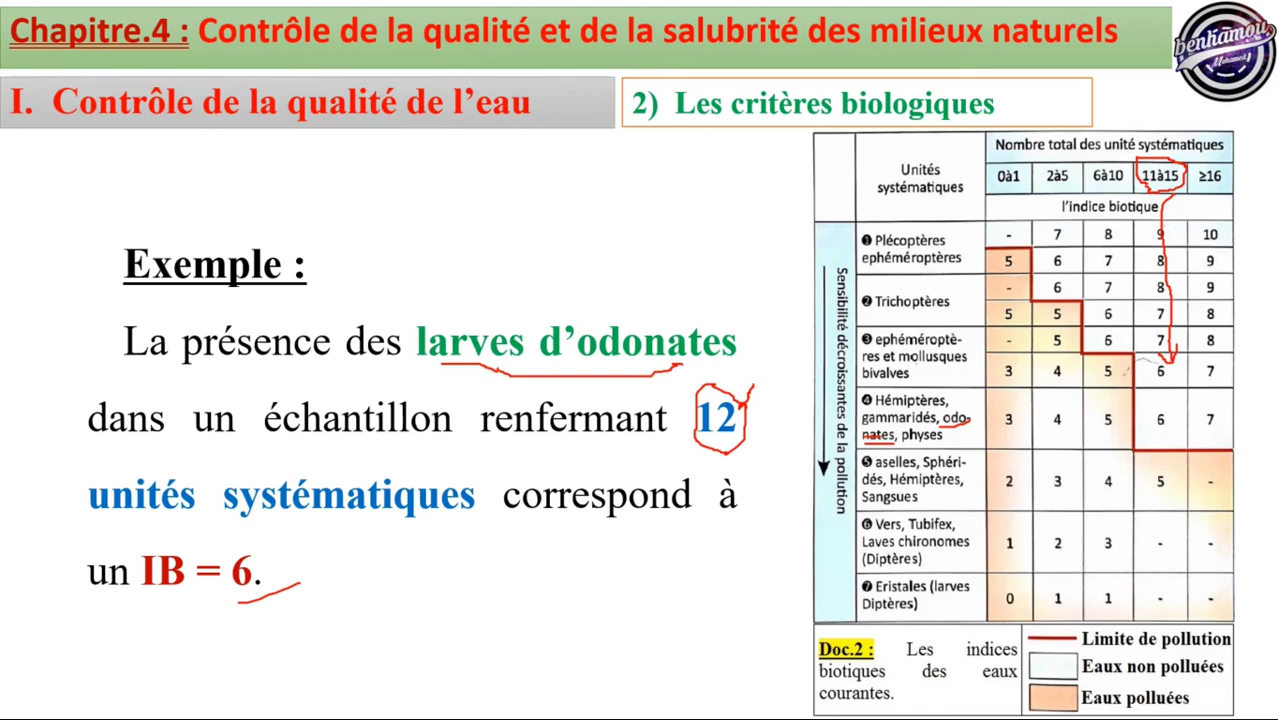 Chapitre.4 : Contrôle de la qualité et de la salubrité des milieux naturels
benhamou
Mohamed
I. Contrôle de la qualité de l'eau
2) Les critères biologiques
Exemple :
La présence des larves d'odonates
dans un échantillon renfermant 12
unités systématiques correspond à
un IB = 6.
Unités
systématiques
Nombre total des unité systématiques
0à1 2à5 6à10 11à15 ≥16
l'indice biotique
Sensibilité décroissantes de la pollution
❶ Plécoptères
ephéméroptères
- 7 8 9 10
5 6 7 8 9
❷ Trichoptères
- 6 7 8 9
5 5 6 7 8
❸ ephéméroptè-
res et mollusques
bivalves
- 5 6 7 8
3 4 5 6 7
❹ Hémiptères,
gammaridés, odo-
nates, physes
3 4 5 6 7
❺ aselles, Sphéri-
dés, Hémiptères,
Sangsues
2 3 4 5 -
❻ Vers, Tubifex,
Laves chironomes
(Diptères)
1 2 3 - -
❼ Eristales (larves
Diptères)
0 1 1 - -
Doc.2 : Les indices
biotiques des eaux
courantes.
Limite de pollution
Eaux non polluées
Eaux polluées